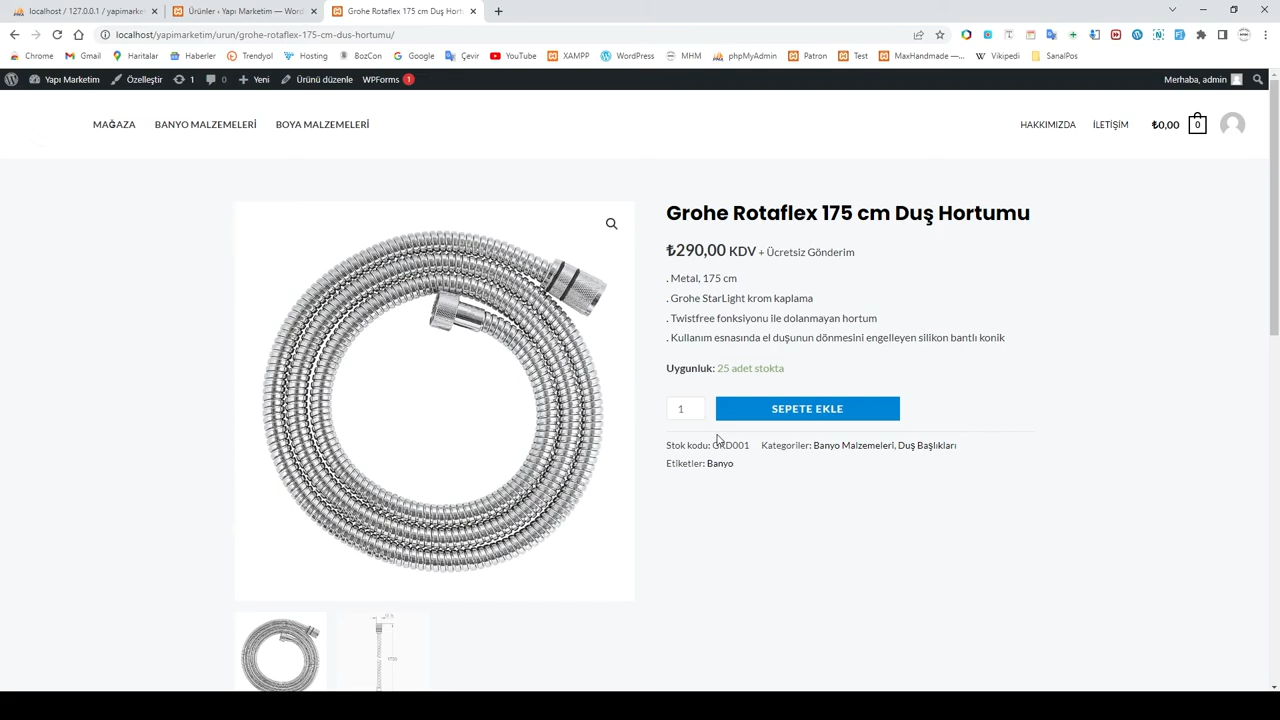 localhost / 127.0.0.1 / yapimarket
Ürünler ‹ Yapı Marketim — Word
Grohe Rotaflex 175 cm Duş Hortu
localhost/yapimarketim/urun/grohe-rotaflex-175-cm-dus-hortumu/
Chrome Gmail Haritalar Haberler Trendyol Hosting BozCon Google Çevir YouTube XAMPP WordPress MHM phpMyAdmin Patron Test MaxHandmade —... Vikipedi SanalPos
Yapı Marketim Özelleştir 1 0 Yeni Ürünü düzenle WPForms 1 Merhaba, admin
MAĞAZA BANYO MALZEMELERİ BOYA MALZEMELERİ HAKKIMIZDA İLETİŞİM ₺0,00 0
Grohe Rotaflex 175 cm Duş Hortumu
₺290,00 KDV + Ücretsiz Gönderim
. Metal, 175 cm
. Grohe StarLight krom kaplama
. Twistfree fonksiyonu ile dolanmayan hortum
. Kullanım esnasında el duşunun dönmesini engelleyen silikon bantlı konik
Uygunluk: 25 adet stokta
1 SEPETE EKLE
Stok kodu: GRD001 Kategoriler: Banyo Malzemeleri, Duş Başlıkları
Etiketler: Banyo